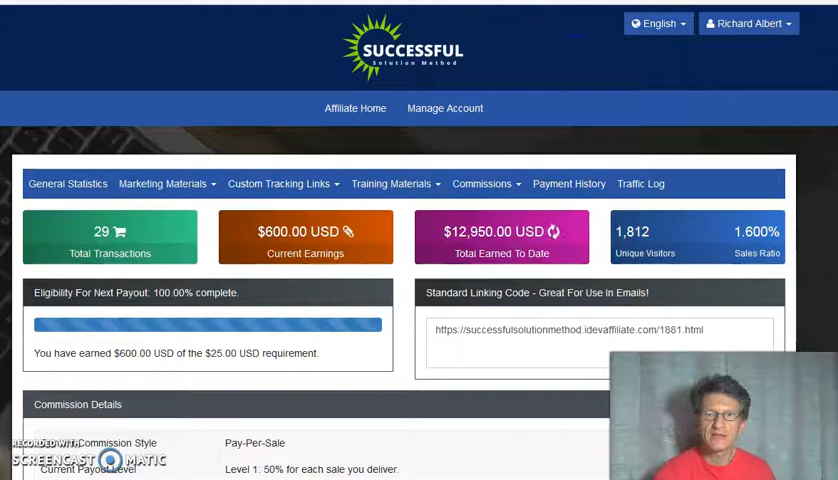 English
Richard Albert
SUCCESSFUL
Solution Method
Affiliate Home Manage Account
General Statistics Marketing Materials Custom Tracking Links Training Materials Commissions Payment History Traffic Log
29
Total Transactions
$600.00 USD
Current Earnings
$12,950.00 USD
Total Earned To Date
1,812 1.600%
Unique Visitors Sales Ratio
Eligibility For Next Payout: 100.00% complete.
You have earned $600.00 USD of the $25.00 USD requirement.
Standard Linking Code - Great For Use In Emails!
https://successfulsolutionmethod.idevaffiliate.com/1881.html
Commission Details
Commission Style Pay-Per-Sale
Current Payout Level Level 1: 50% for each sale you deliver.
RECORDED WITH
SCREENCAST MATIC